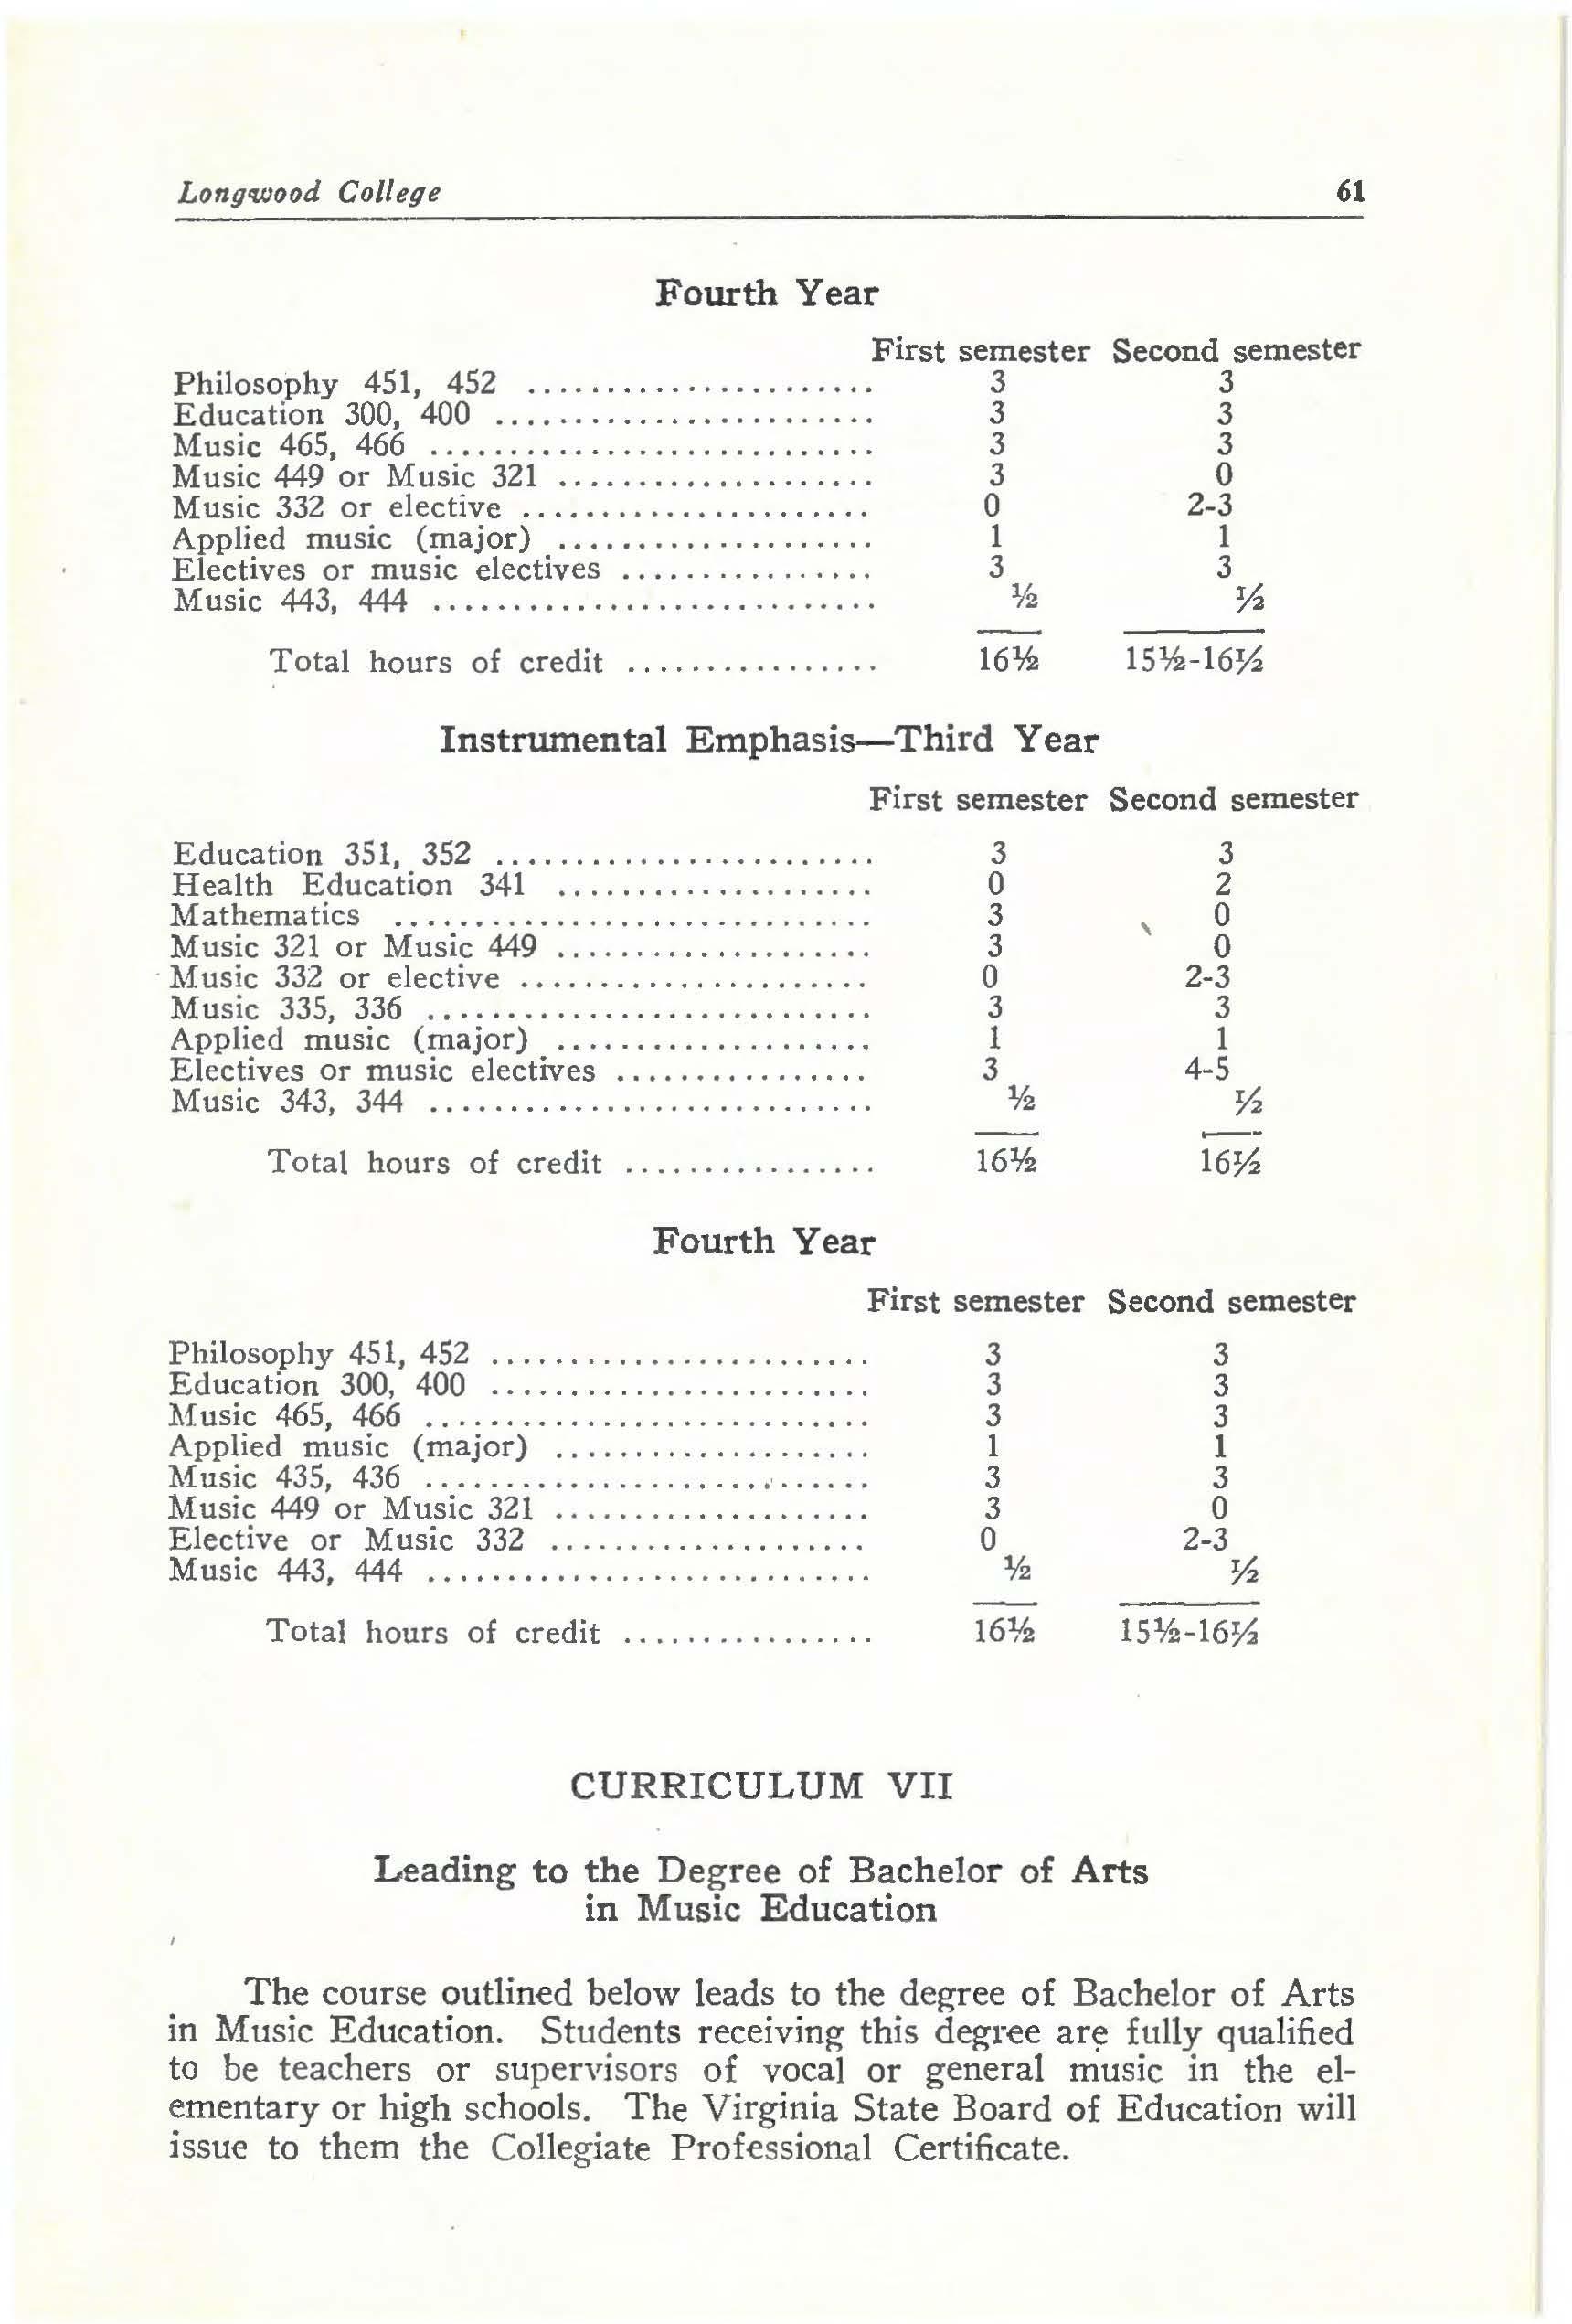 Longwood College 61
Fourth Year
First semester Second semester
Philosophy 451, 452 ...................... 3 3
Education 300, 400 ........................ 3 3
Music 465, 466 ............................ 3 3
Music 449 or Music 321 .................... 3 0
Music 332 or elective ...................... 0 2-3
Applied music (major) .................... 1 1
Electives or music electives ................ 3 3
Music 443, 444 ............................ ½ ½
Total hours of credit ................ 16½ 15½-16½
Instrumental Emphasis—Third Year
First semester Second semester
Education 351, 352 ........................ 3 3
Health Education 341 .................... 0 2
Mathematics .............................. 3 0
Music 321 or Music 449 .................... 3 0
Music 332 or elective ...................... 0 2-3
Music 335, 336 ............................ 3 3
Applied music (major) .................... 1 1
Electives or music electives ................ 3 4-5
Music 343, 344 ............................ ½ ½
Total hours of credit ................ 16½ 16½
Fourth Year
First semester Second semester
Philosophy 451, 452 ........................ 3 3
Education 300, 400 ........................ 3 3
Music 465, 466 ............................ 3 3
Applied music (major) .................... 1 1
Music 435, 436 ............................ 3 3
Music 449 or Music 321 .................... 3 0
Elective or Music 332 .................... 0 2-3
Music 443, 444 ............................ ½ ½
Total hours of credit ................ 16½ 15½-16½
CURRICULUM VII
Leading to the Degree of Bachelor of Arts
in Music Education
The course outlined below leads to the degree of Bachelor of Arts
in Music Education. Students receiving this degree are fully qualified
to be teachers or supervisors of vocal or general music in the el-
ementary or high schools. The Virginia State Board of Education will
issue to them the Collegiate Professional Certificate.